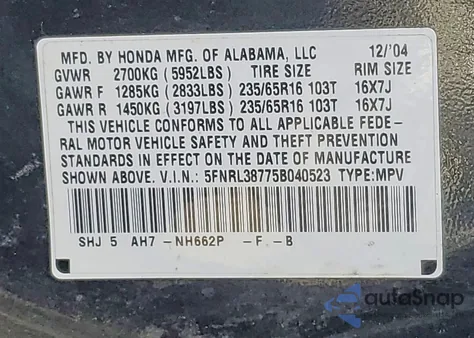 MFD. BY HONDA MFG. OF ALABAMA, LLC 12/'04
GVWR 2700KG (5952LBS) TIRE SIZE RIM SIZE
GAWR F 1285KG (2833LBS) 235/65R16 103T 16X7J
GAWR R 1450KG (3197LBS) 235/65R16 103T 16X7J
THIS VEHICLE CONFORMS TO ALL APPLICABLE FEDE-
RAL MOTOR VEHICLE SAFETY AND THEFT PREVENTION
STANDARDS IN EFFECT ON THE DATE OF MANUFACTURE
SHOWN ABOVE. V.I.N.: 5FNRL38775B040523 TYPE:MPV
SHJ 5 AH7 -NH662P -F -B
autoSnap